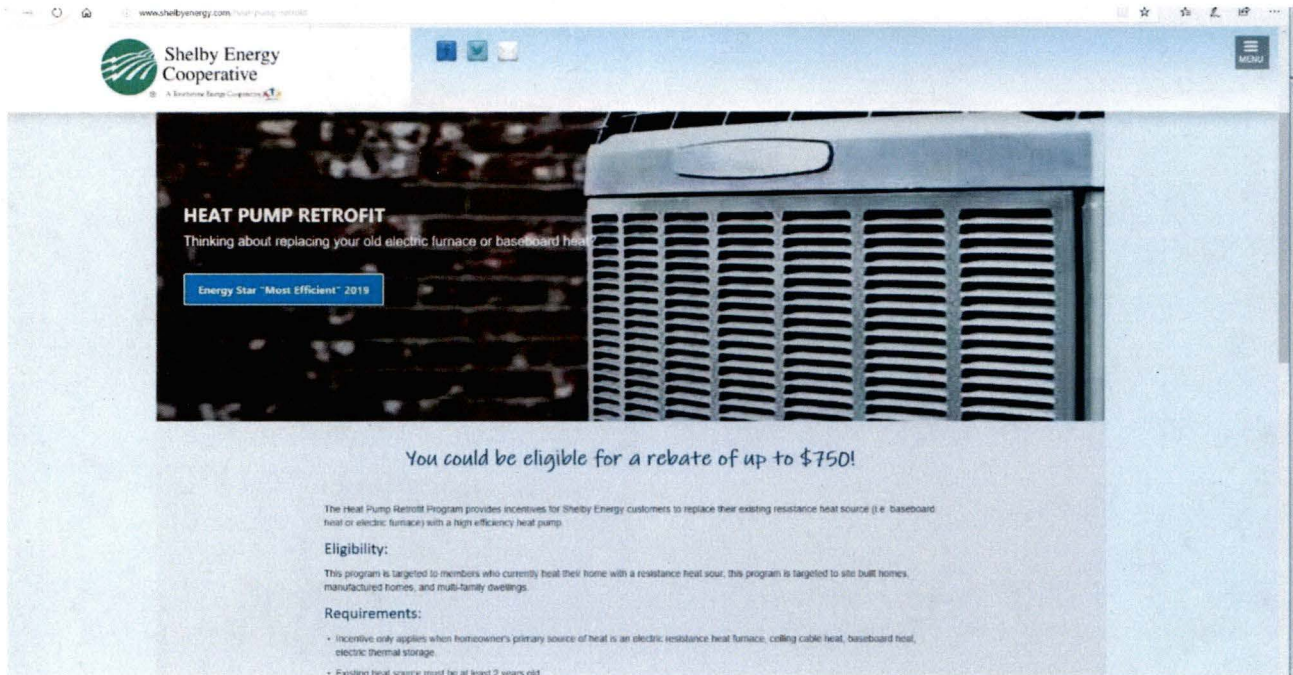 www.shelbyenergy.com/heat-pump-retrofit
Shelby Energy
Cooperative
A Touchstone Energy Cooperative
MENU
HEAT PUMP RETROFIT
Thinking about replacing your old electric furnace or baseboard heat?
Energy Star "Most Efficient" 2019
You could be eligible for a rebate of up to $750!
The Heat Pump Retrofit Program provides incentives for Shelby Energy customers to replace their existing resistance heat source (i.e. baseboard
heat or electric furnace) with a high efficiency heat pump.
Eligibility:
This program is targeted to members who currently heat their home with a resistance heat sour, this program is targeted to site built homes,
manufactured homes, and multi-family dwellings.
Requirements:
• Incentive only applies when homeowner's primary source of heat is an electric resistance heat furnace, ceiling cable heat, baseboard heat,
electric thermal storage.
• Existing heat source must be at least 2 years old